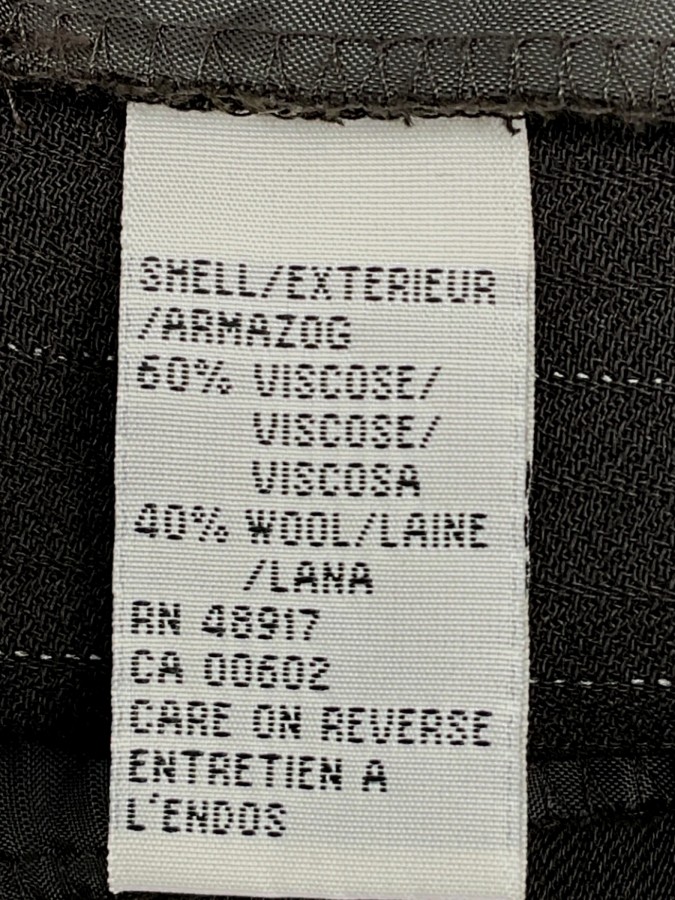 SHELL/EXTERIEUR
/ARMAZOG
60% VISCOSE/
VISCOSE/
VISCOSA
40% WOOL/LAINE
/LANA
RN 48917
CA 00602
CARE ON REVERSE
ENTRETIEN A
L'ENDOS